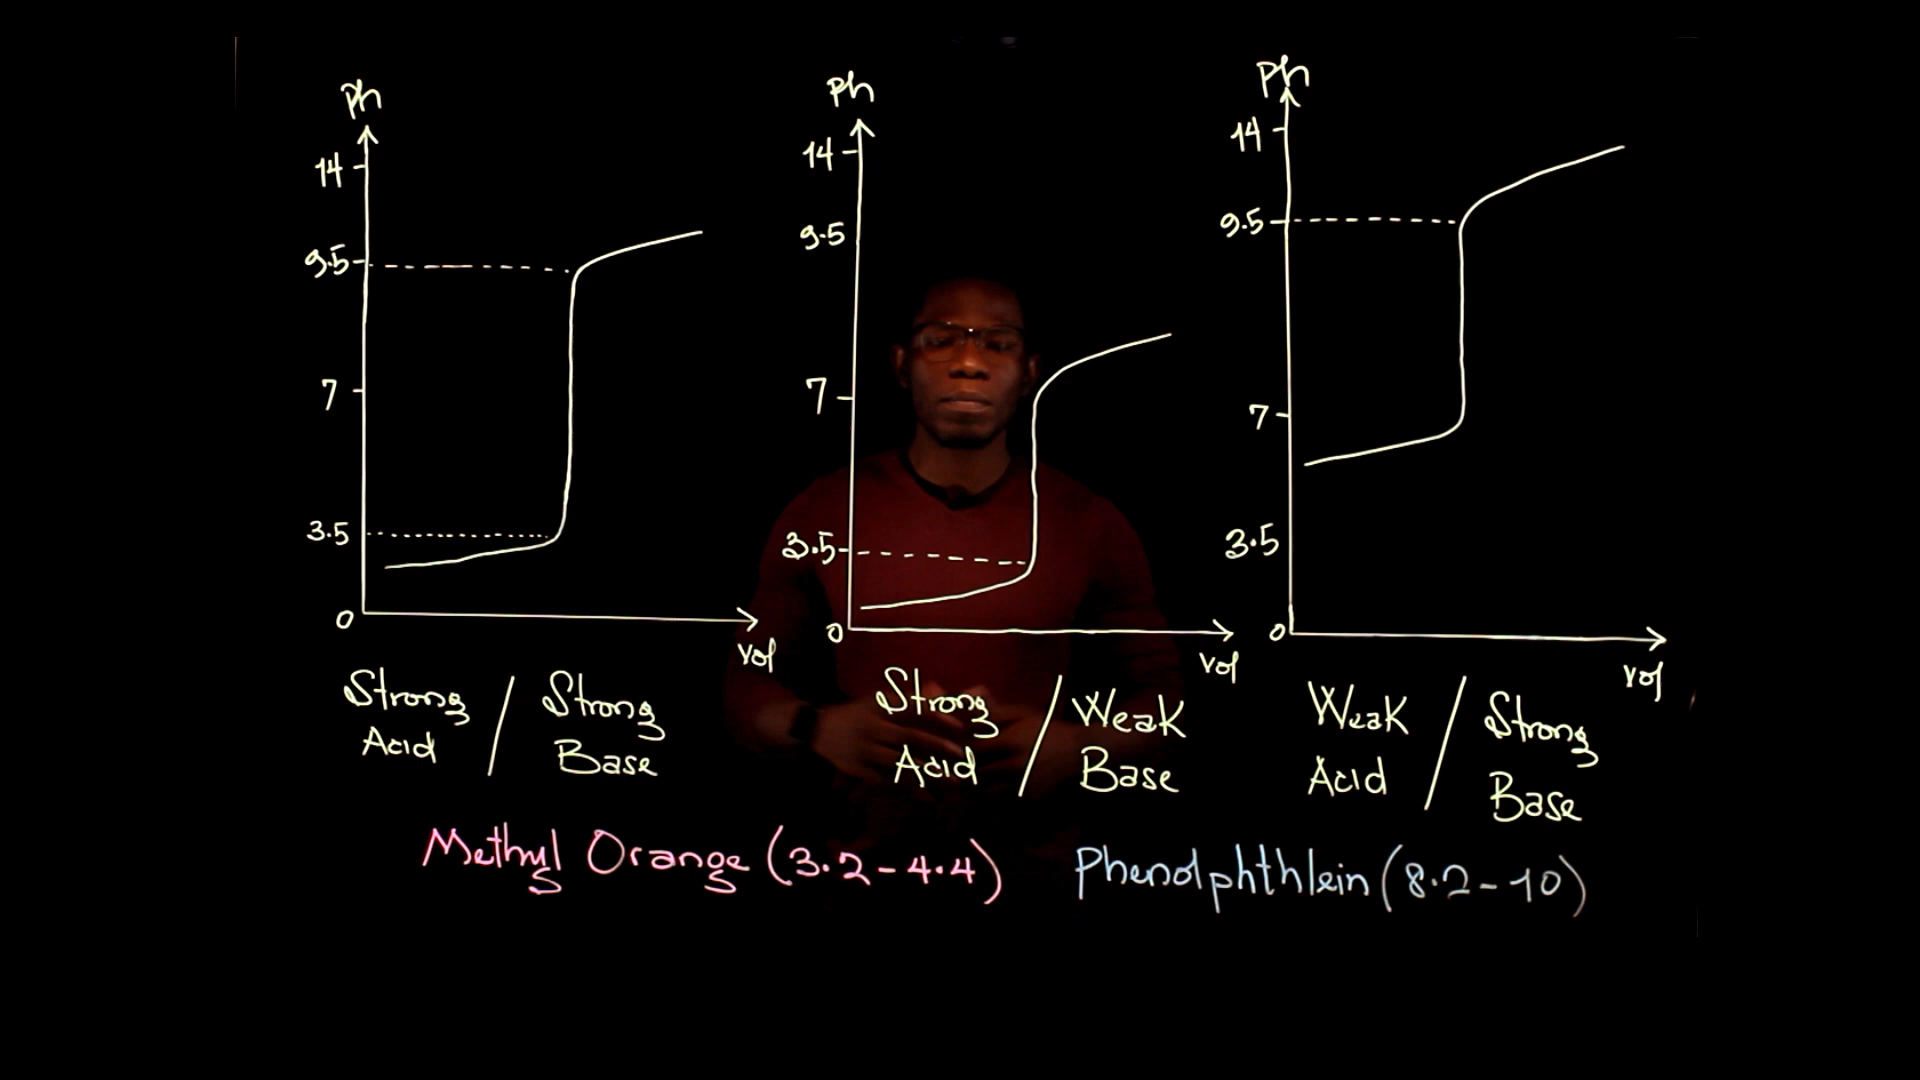 Ph
14
9.5
7
3.5
0
Vol
Strong Acid / Strong Base
Ph
14
9.5
7
3.5
0
Vol
Strong Acid / Weak Base
Ph
14
9.5
7
3.5
0
Vol
Weak Acid / Strong Base
Methyl Orange (3.2-4.4)
Phenolphthlein (8.2-10)